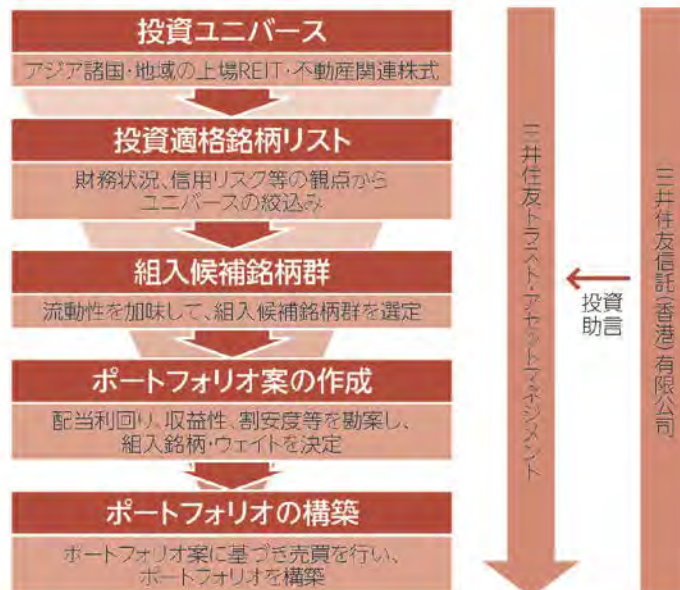 投資ユニバース
アジア諸国・地域の上場REIT・不動産関連株式
投資適格銘柄リスト
財務状況、信用リスク等の観点から
ユニバースの絞込み
組入候補銘柄群
流動性を加味して、組入候補銘柄群を選定
ポートフォリオ案の作成
配当利回り、収益性、割安度等を勘案し、
組入銘柄・ウェイトを決定
ポートフォリオの構築
ポートフォリオ案に基づき売買を行い、
ポートフォリオを構築
三井住友トラスト・アセットマネジメント
投資
助言
三井住友信託(香港)有限公司